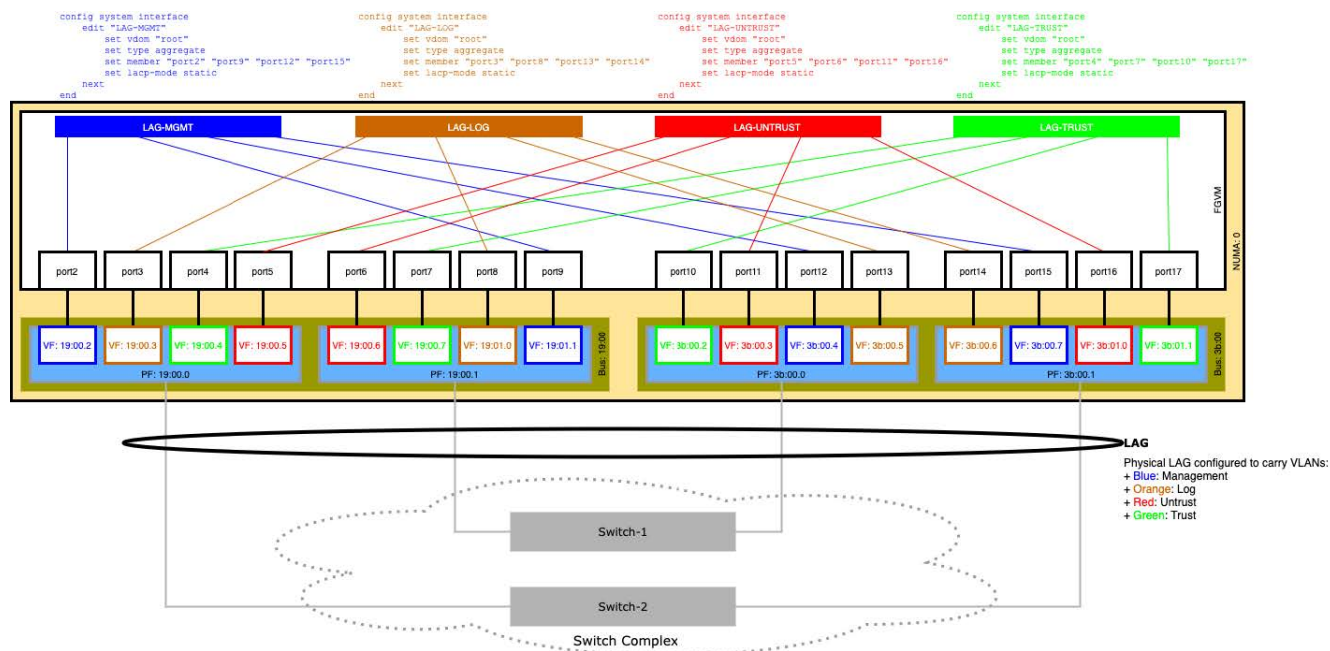 config system interface
edit "LAG-MGMT"
set vdom "root"
set type aggregate
set member "port2" "port9" "port12" "port15"
set lacp-mode static
next
end
config system interface
edit "LAG-LOG"
set vdom "root"
set type aggregate
set member "port3" "port8" "port13" "port14"
set lacp-mode static
next
end
config system interface
edit "LAG-UNTRUST"
set vdom "root"
set type aggregate
set member "port5" "port6" "port11" "port16"
set lacp-mode static
next
end
config system interface
edit "LAG-TRUST"
set vdom "root"
set type aggregate
set member "port4" "port7" "port10" "port17"
set lacp-mode static
next
end
LAG-MGMT
LAG-LOG
LAG-UNTRUST
LAG-TRUST
FGVM
NUMA: 0
port2
port3
port4
port5
port6
port7
port8
port9
port10
port11
port12
port13
port14
port15
port16
port17
VF: 19:00.2
VF: 19:00.3
VF: 19:00.4
VF: 19:00.5
VF: 19:00.6
VF: 19:00.7
VF: 19:01.0
VF: 19:01.1
Bus: 19:00
VF: 3b:00.2
VF: 3b:00.3
VF: 3b:00.4
VF: 3b:00.5
VF: 3b:00.6
VF: 3b:00.7
VF: 3b:01.0
VF: 3b:01.1
Bus: 3b:00
PF: 19:00.0
PF: 19:00.1
PF: 3b:00.0
PF: 3b:00.1
LAG
Physical LAG configured to carry VLANs:
+ Blue: Management
+ Orange: Log
+ Red: Untrust
+ Green: Trust
Switch-1
Switch-2
Switch Complex